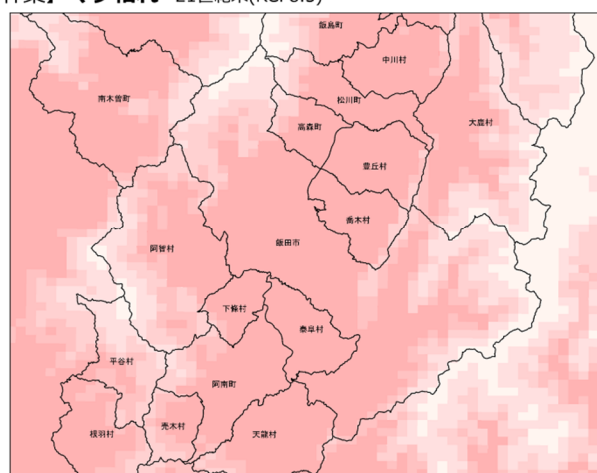 21世紀末(RCP8.5)
飯島町
中川村
南木曽町
松川町
高森町
大鹿村
豊丘村
喬木村
阿智村
飯田市
下條村
泰阜村
平谷村
阿南町
売木村
根羽村
天龍村